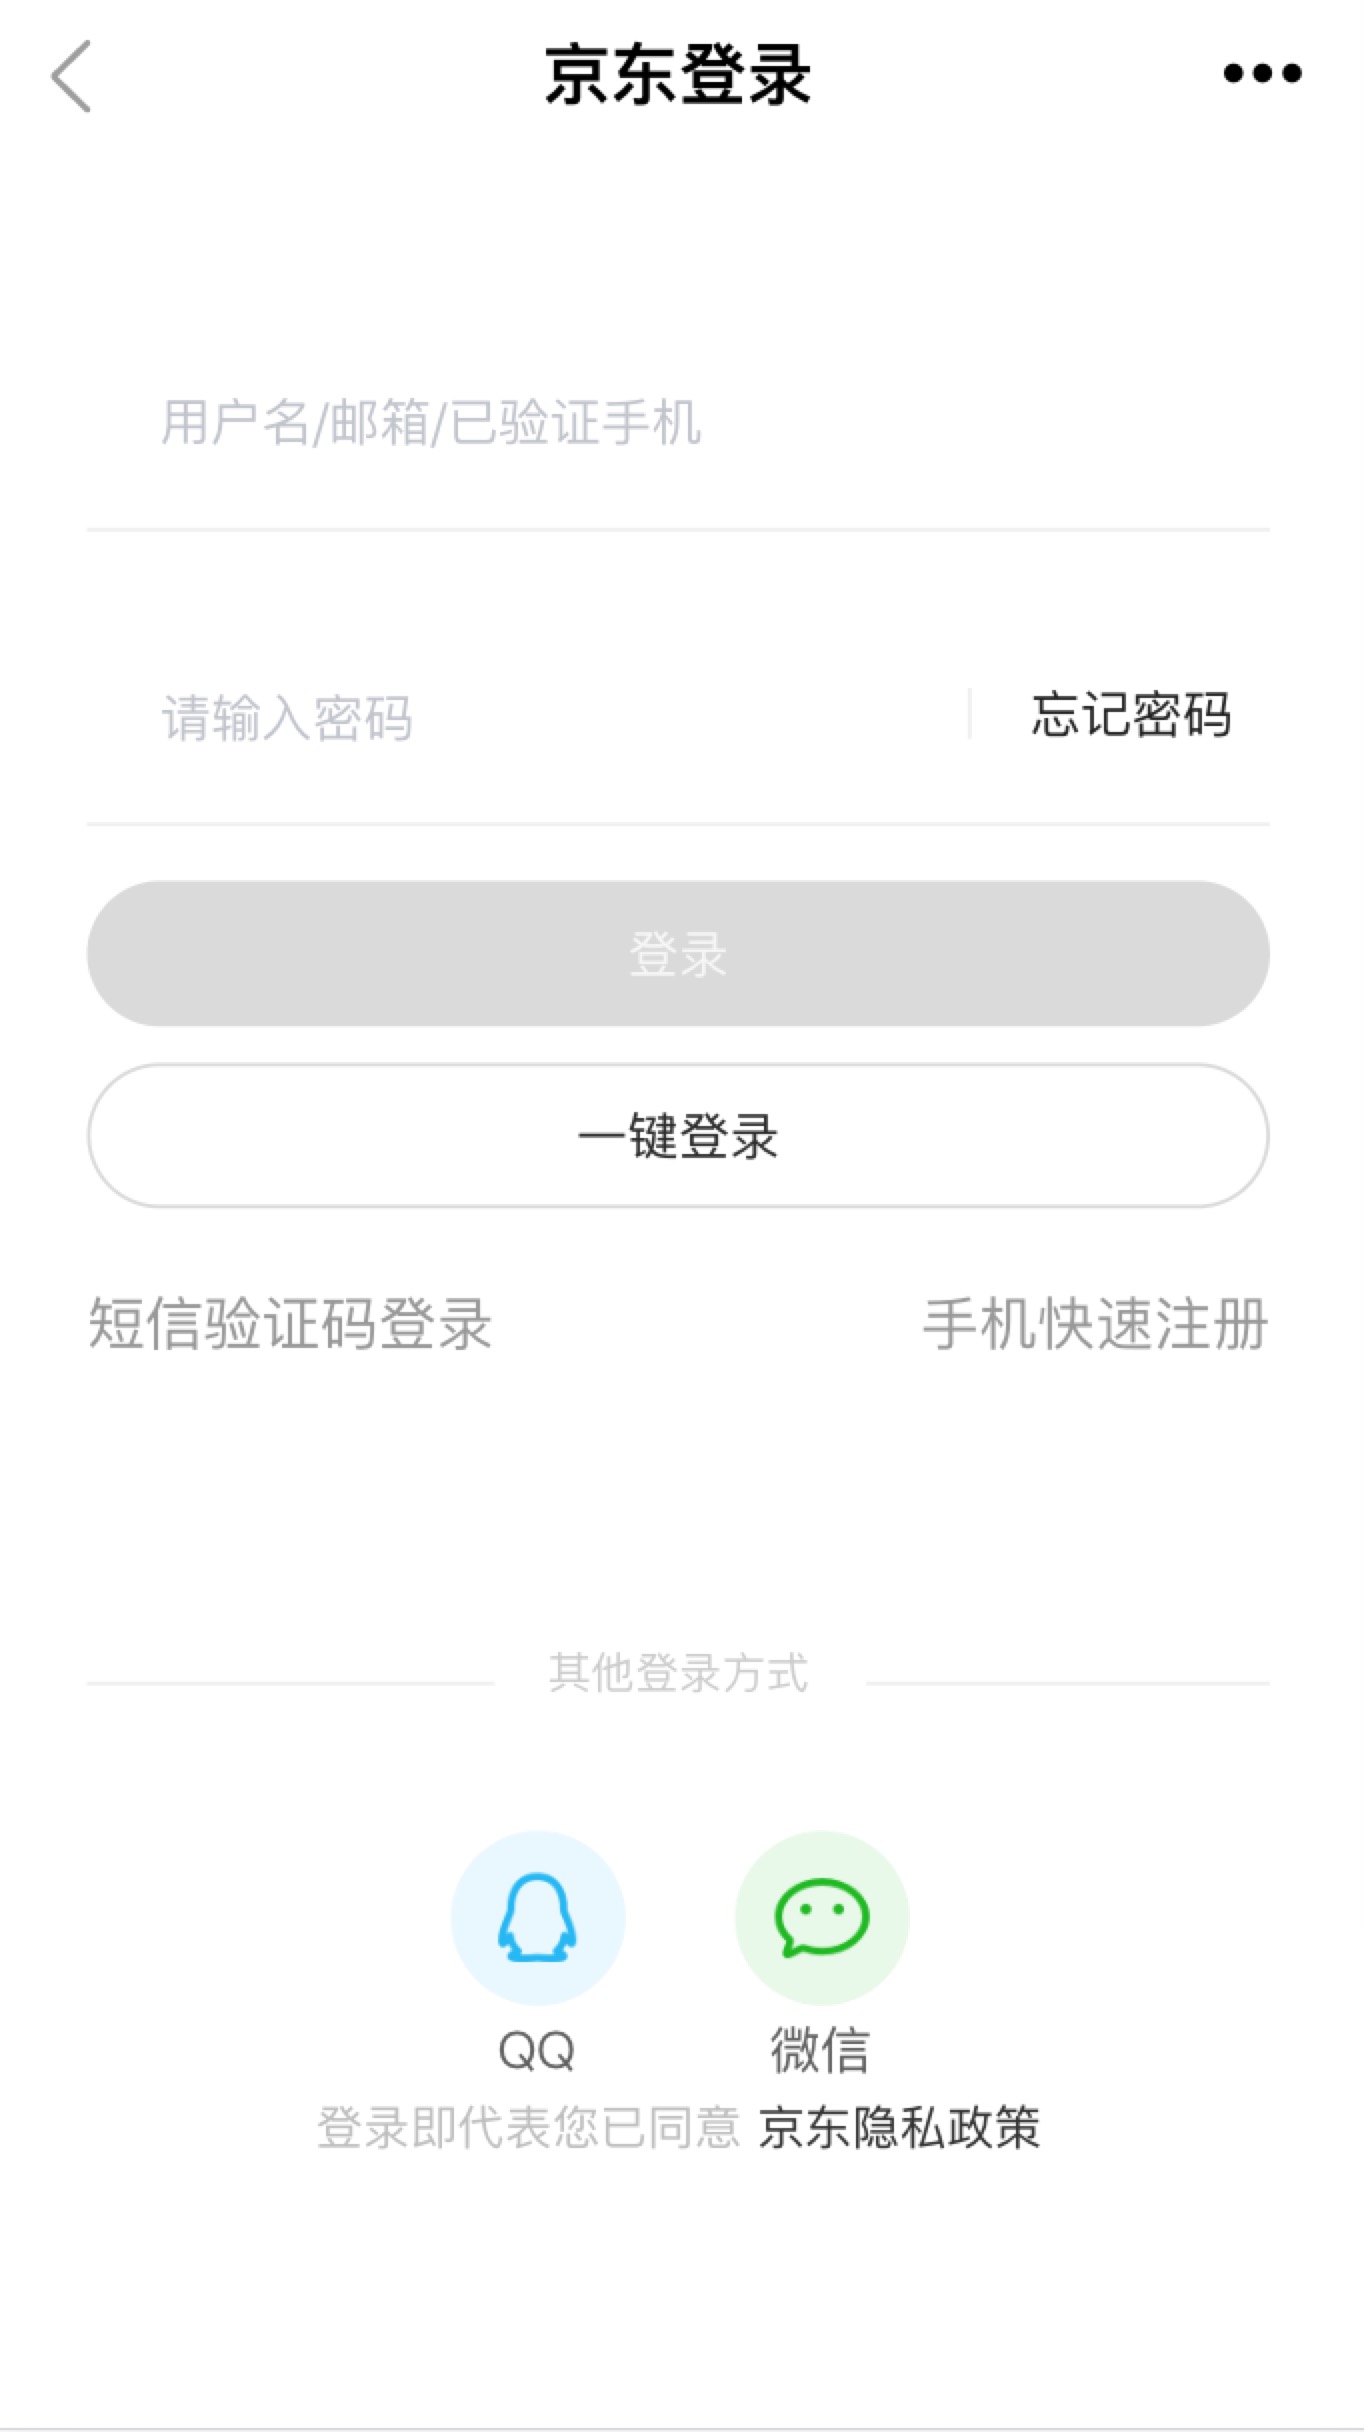 京东登录
用户名/邮箱/已验证手机
请输入密码 忘记密码
登录
一键登录
短信验证码登录 手机快速注册
其他登录方式
QQ 微信
登录即代表您已同意 京东隐私政策